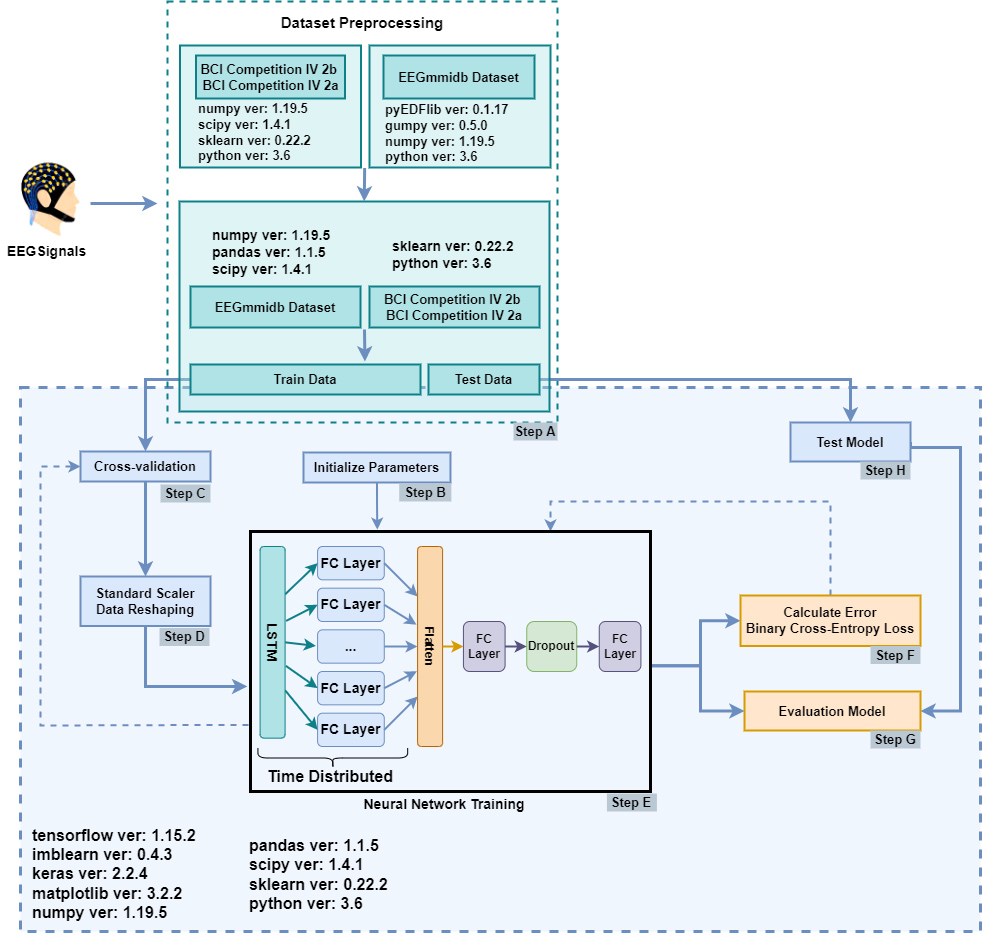 Dataset Preprocessing
BCI Competition IV 2b
BCI Competition IV 2a
numpy ver: 1.19.5
scipy ver: 1.4.1
sklearn ver: 0.22.2
python ver: 3.6
EEGmmidb Dataset
pyEDFlib ver: 0.1.17
gumpy ver: 0.5.0
numpy ver: 1.19.5
python ver: 3.6
EEGSignals
numpy ver: 1.19.5
pandas ver: 1.1.5
scipy ver: 1.4.1
sklearn ver: 0.22.2
python ver: 3.6
EEGmmidb Dataset
BCI Competition IV 2b
BCI Competition IV 2a
Train Data
Test Data
Step A
Cross-validation
Step C
Initialize Parameters
Step B
Test Model
Step H
Standard Scaler
Data Reshaping
Step D
LSTM
FC Layer
FC Layer
...
FC Layer
FC Layer
Flatten
FC
Layer
Dropout
FC
Layer
Time Distributed
Neural Network Training
Step E
Calculate Error
Binary Cross-Entropy Loss
Step F
Evaluation Model
Step G
tensorflow ver: 1.15.2
imblearn ver: 0.4.3
keras ver: 2.2.4
matplotlib ver: 3.2.2
numpy ver: 1.19.5
pandas ver: 1.1.5
scipy ver: 1.4.1
sklearn ver: 0.22.2
python ver: 3.6